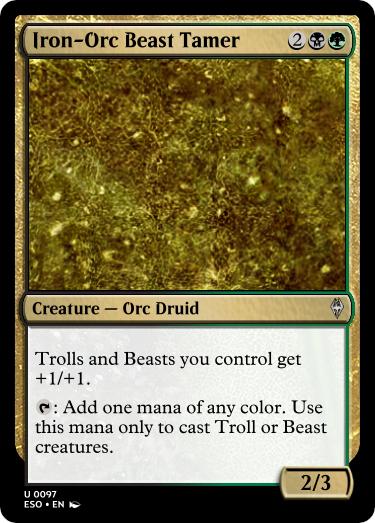 Iron-Orc Beast Tamer 2
Creature — Orc Druid
Trolls and Beasts you control get
+1/+1.
: Add one mana of any color. Use
this mana only to cast Troll or Beast
creatures.
2/3
U 0097
ESO • EN